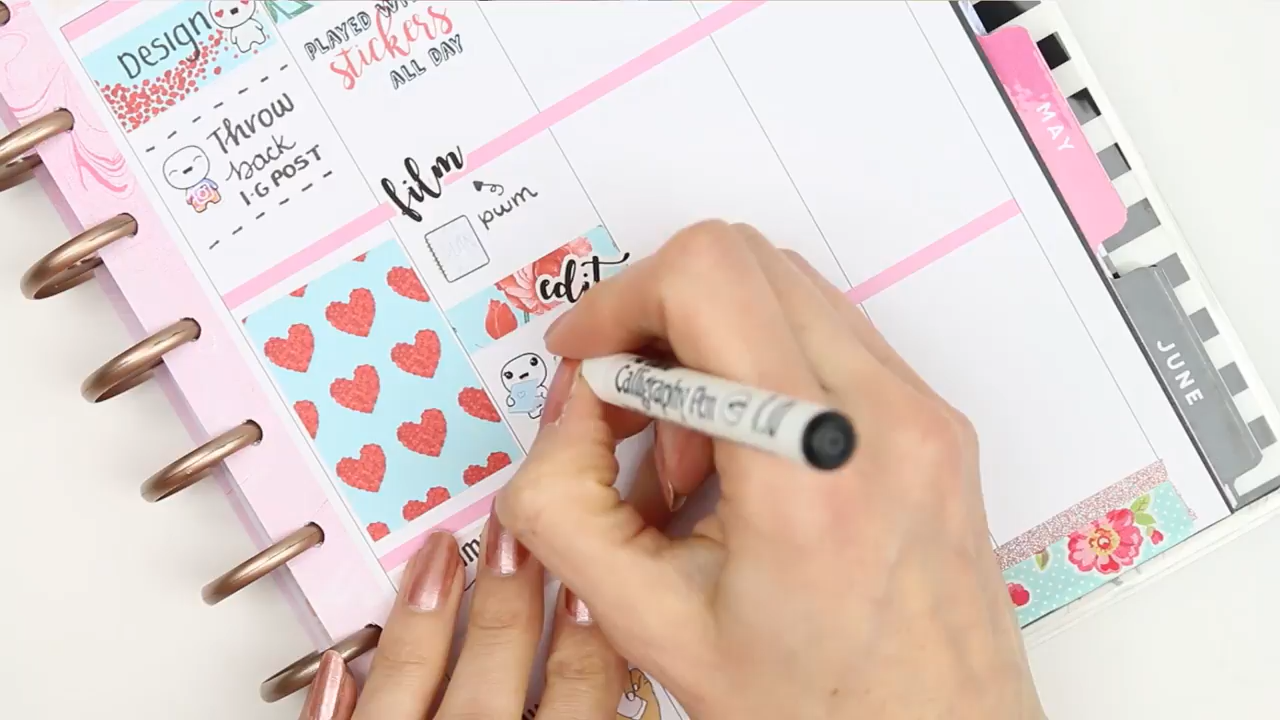 Design
PLAYED WITH
stickers
ALL DAY
Throw
back
I·G POST
film
pwm
edit
Calligraphy Pen
MAY
JUNE